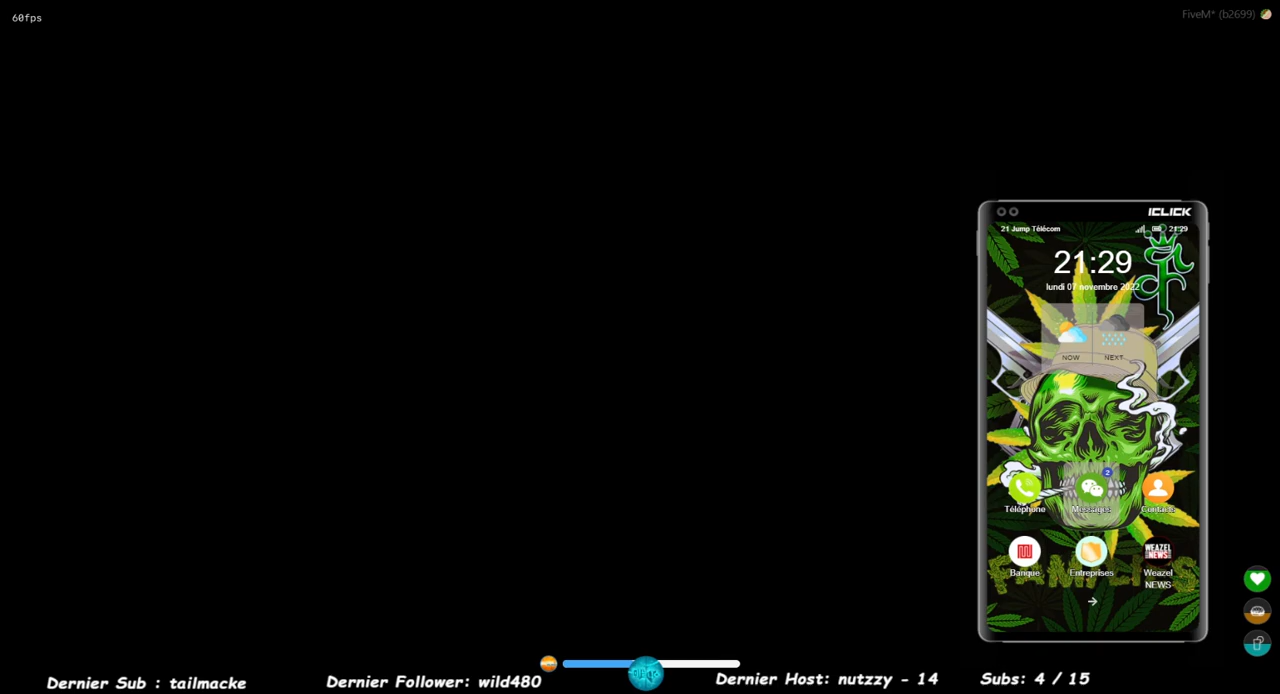 60fps
FiveM* (b2699)
ICLICK
21 Jump Télécom 21:29
21:29
lundi 07 novembre 2022
NOW NEXT
2
Téléphone Messages Contacts
WEAZEL NEWS
Banque Entreprises Weazel
NEWS
FAMILIES
Dernier Sub : tailmacke Dernier Follower: wild480 Dernier Host: nutzzy - 14 Subs: 4 / 15